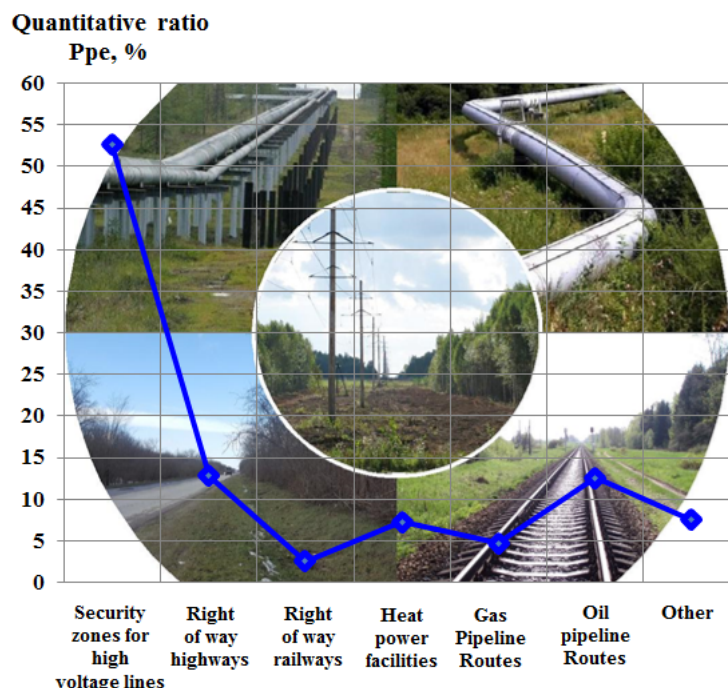 Quantitative ratio
Ppe, %
60
55
50
45
40
35
30
25
20
15
10
5
0
Security
zones for
high
voltage lines
Right
of way
highways
Right
of way
railways
Heat
power
facilities
Gas
Pipeline
Routes
Oil
pipeline
Routes
Other